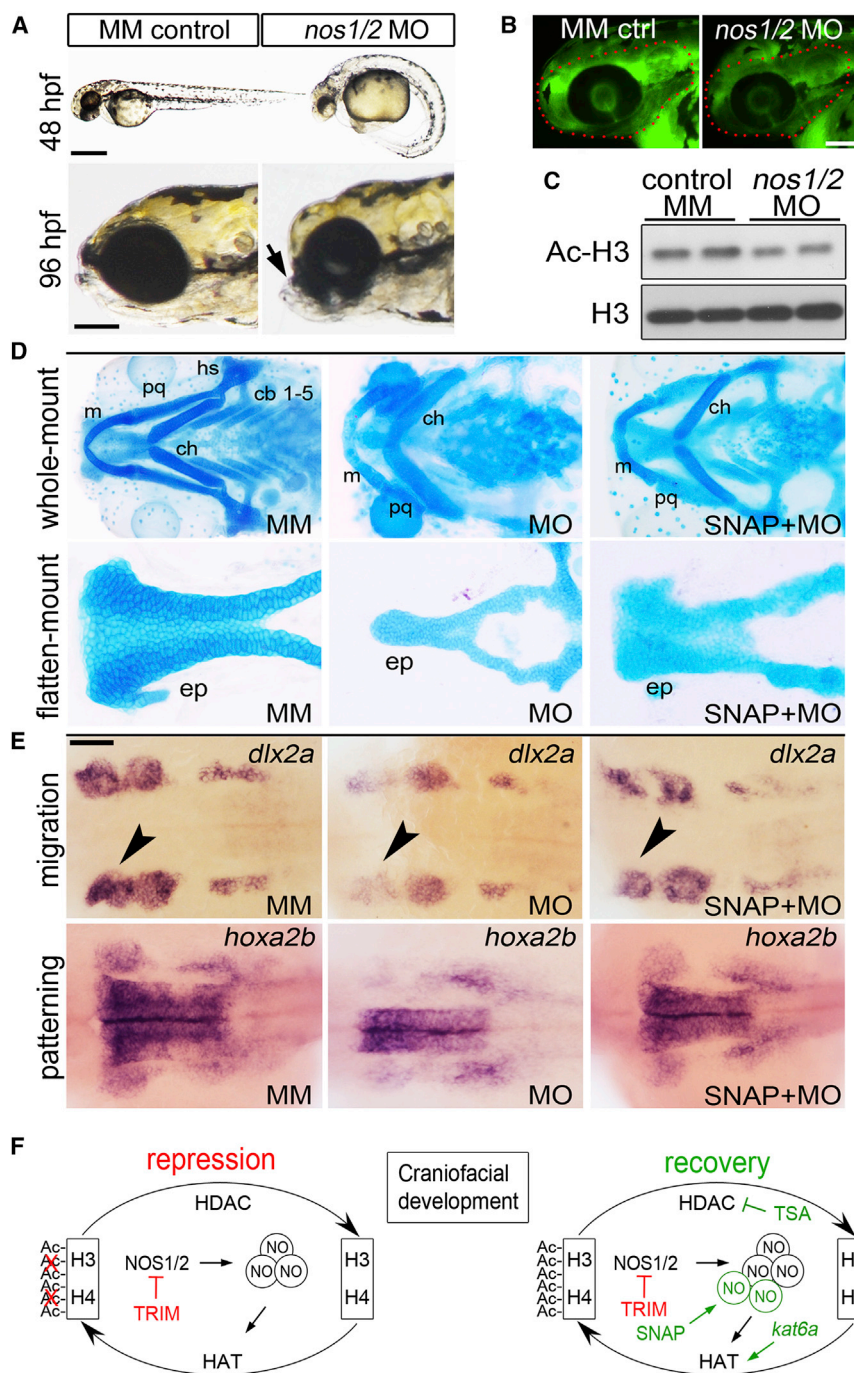 A
MM control
nos1/2 MO
48 hpf
96 hpf
B
MM ctrl
nos1/2 MO
C
control MM
nos1/2 MO
Ac-H3
H3
D
whole-mount
m
pq
hs
cb 1-5
ch
MM
m
pq
ch
MO
m
pq
ch
SNAP+MO
flatten-mount
ep
MM
ep
MO
ep
SNAP+MO
E
migration
dlx2a
MM
dlx2a
MO
dlx2a
SNAP+MO
patterning
hoxa2b
MM
hoxa2b
MO
hoxa2b
SNAP+MO
F
repression
HDAC
Ac-
Ac-
Ac-
Ac-
Ac-
Ac-
H3
H4
NOS1/2
TRIM
NO
NO
NO
H3
H4
HAT
Craniofacial
development
recovery
HDAC
TSA
Ac-
Ac-
Ac-
Ac-
Ac-
Ac-
H3
H4
NOS1/2
TRIM
SNAP
NO
NO
NO
NO
NO
kat6a
HAT